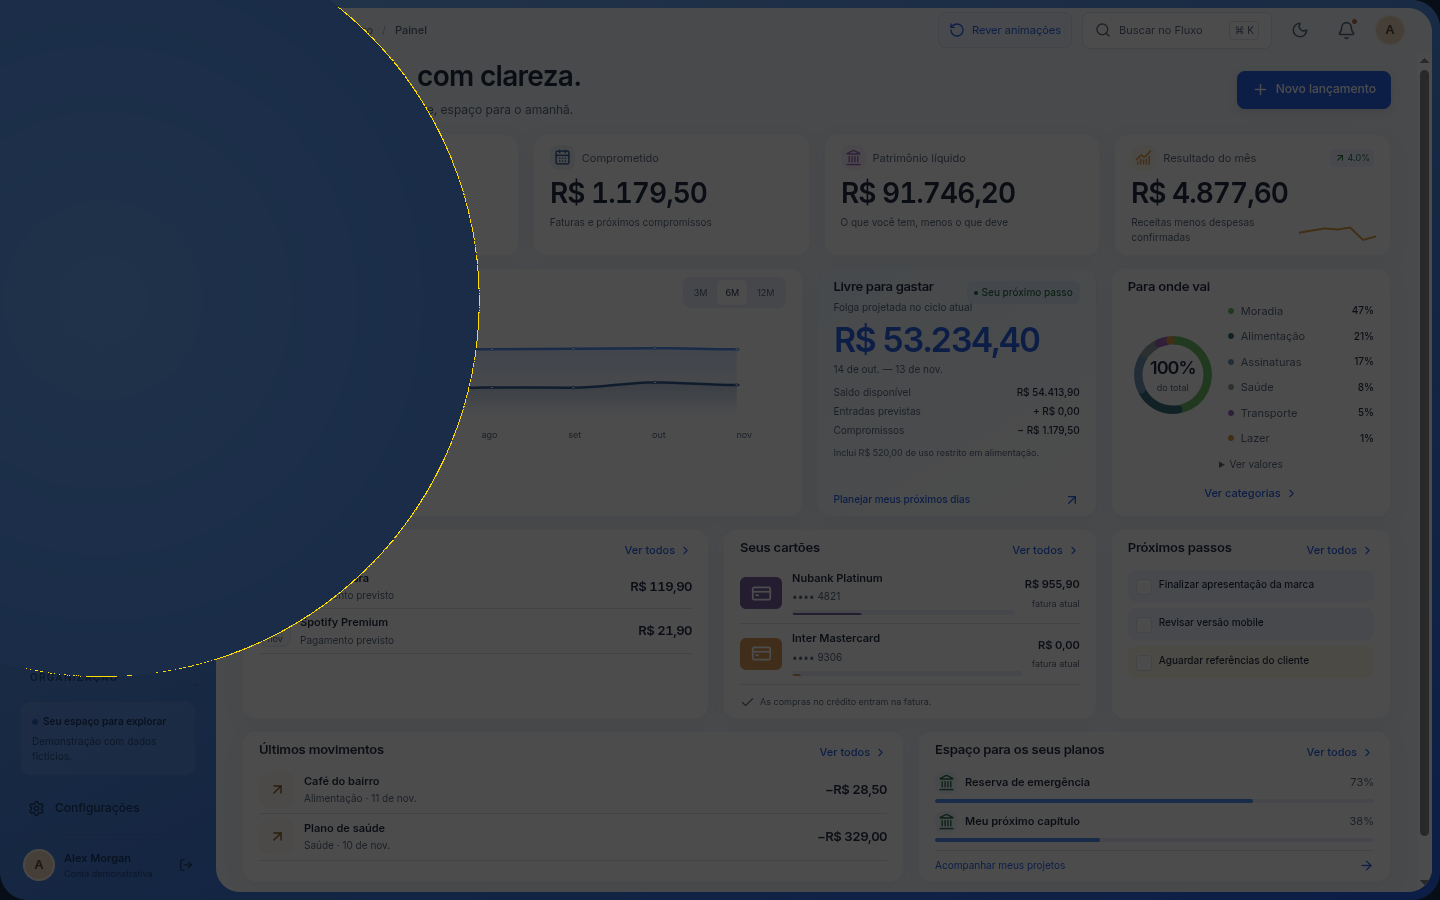 Painel
Rever animações
Buscar no Fluxo
⌘ K
A
com clareza.
, espaço para o amanhã.
+ Novo lançamento
Comprometido
R$ 1.179,50
Faturas e próximos compromissos
Patrimônio líquido
R$ 91.746,20
O que você tem, menos o que deve
Resultado do mês
4.0%
R$ 4.877,60
Receitas menos despesas
confirmadas
3M 6M 12M
ago set out nov
Livre para gastar
Seu próximo passo
Folga projetada no ciclo atual
R$ 53.234,40
14 de out. — 13 de nov.
Saldo disponível R$ 54.413,90
Entradas previstas + R$ 0,00
Compromissos − R$ 1.179,50
Inclui R$ 520,00 de uso restrito em alimentação.
Planejar meus próximos dias
Para onde vai
100%
do total
Moradia 47%
Alimentação 21%
Assinaturas 17%
Saúde 8%
Transporte 5%
Lazer 1%
Ver valores
Ver categorias
Ver todos
previsto
R$ 119,90
Spotify Premium
nov
Pagamento previsto
R$ 21,90
Seus cartões
Ver todos
Nubank Platinum
•••• 4821
R$ 955,90
fatura atual
Inter Mastercard
•••• 9306
R$ 0,00
fatura atual
As compras no crédito entram na fatura.
Próximos passos
Ver todos
Finalizar apresentação da marca
Revisar versão mobile
Aguardar referências do cliente
Seu espaço para explorar
Demonstração com dados
fictícios.
Configurações
A
Alex Morgan
Conta demonstrativa
Últimos movimentos
Ver todos
Café do bairro
Alimentação · 11 de nov.
−R$ 28,50
Plano de saúde
Saúde · 10 de nov.
−R$ 329,00
Espaço para os seus planos
Ver todos
Reserva de emergência 73%
Meu próximo capítulo 38%
Acompanhar meus projetos